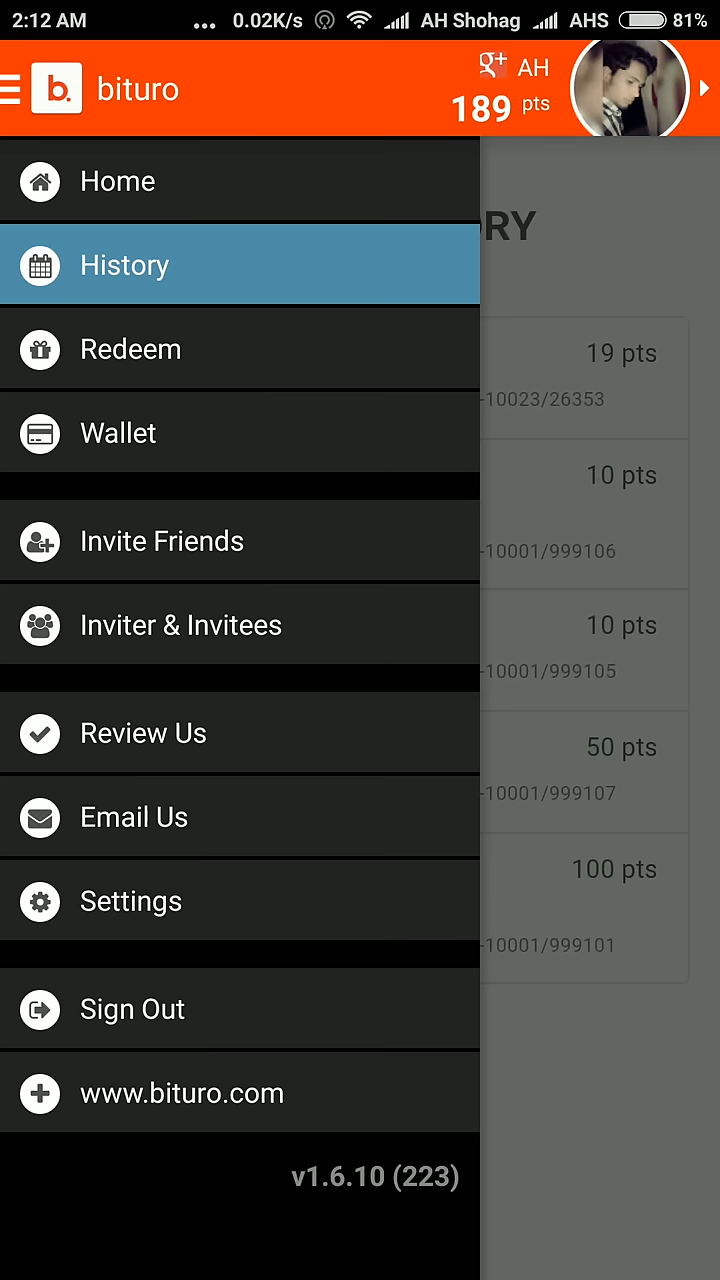 2:12 AM ... 0.02K/s AH Shohag AHS 81%
b. bituro
g+ AH
189 pts
Home
RY
History
Redeem
19 pts
-10023/26353
Wallet
10 pts
Invite Friends
-10001/999106
Inviter & Invitees
10 pts
-10001/999105
Review Us
50 pts
-10001/999107
Email Us
100 pts
Settings
-10001/999101
Sign Out
www.bituro.com
v1.6.10 (223)